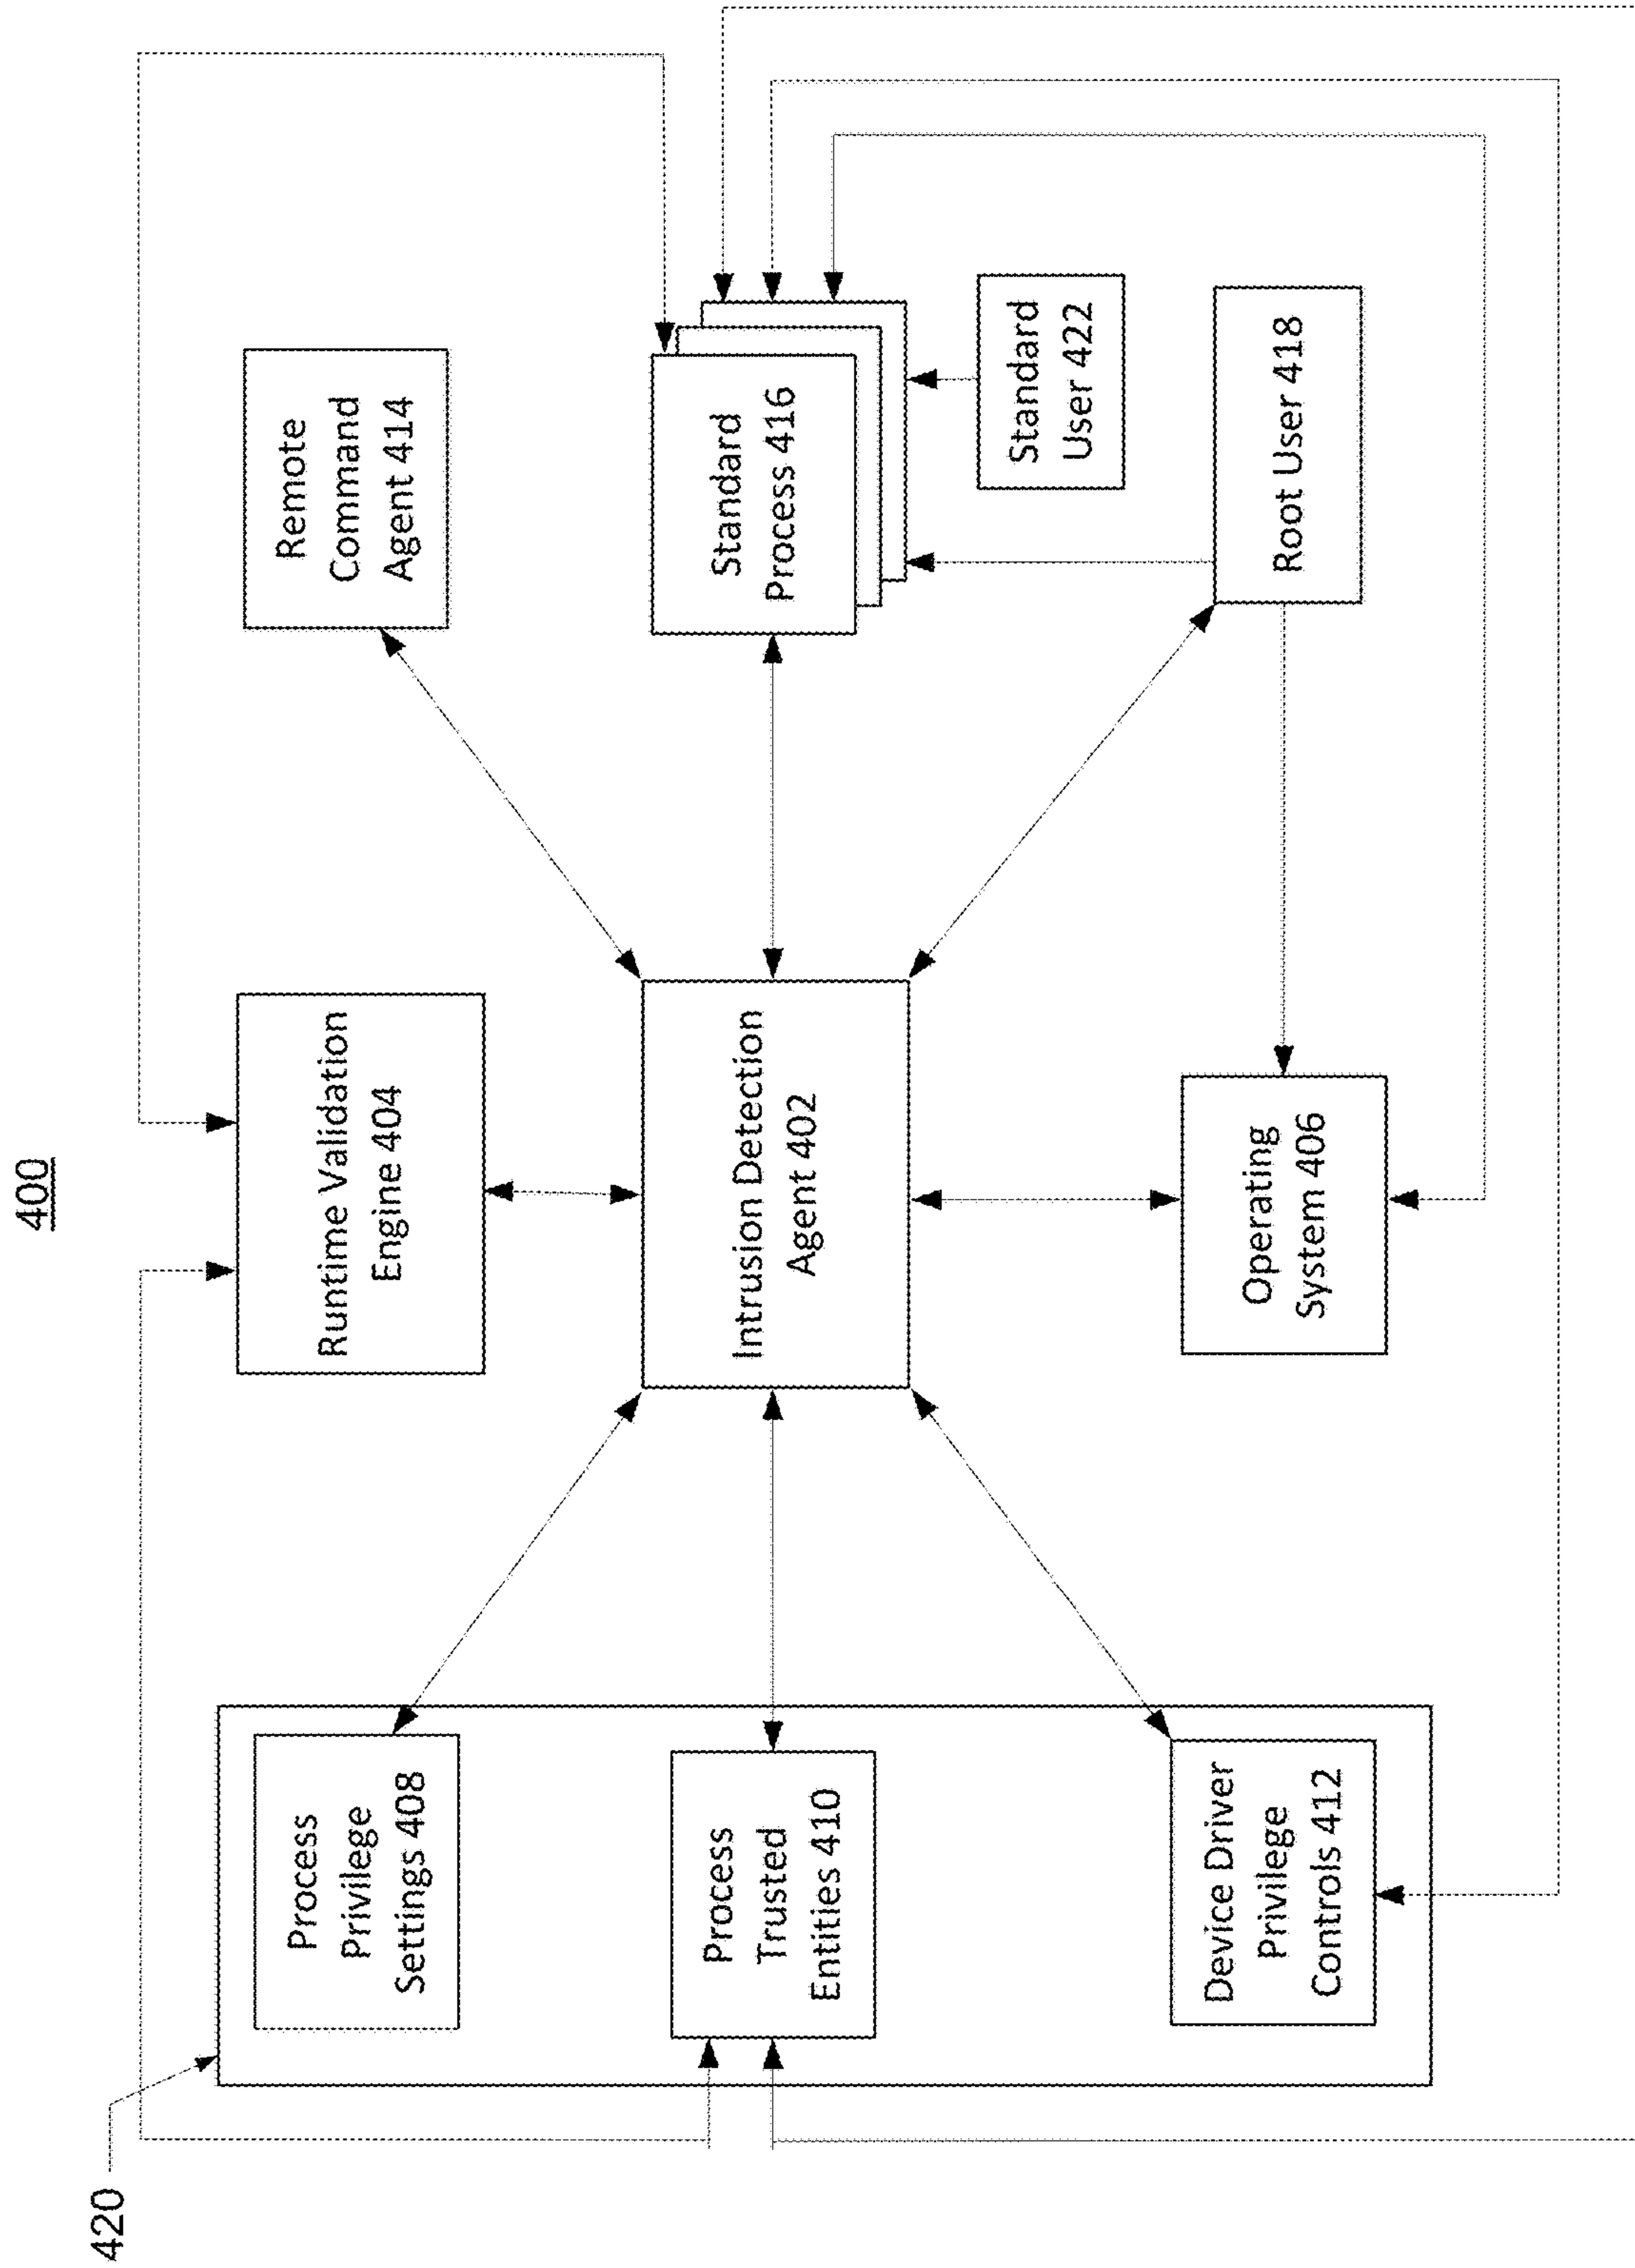 400
420
Process
Privilege
Settings 408
Process
Trusted
Entities 410
Device Driver
Privilege
Controls 412
Runtime Validation
Engine 404
Intrusion Detection
Agent 402
Operating
System 406
Remote
Command
Agent 414
Standard
Process 416
Standard
User 422
Root User 418